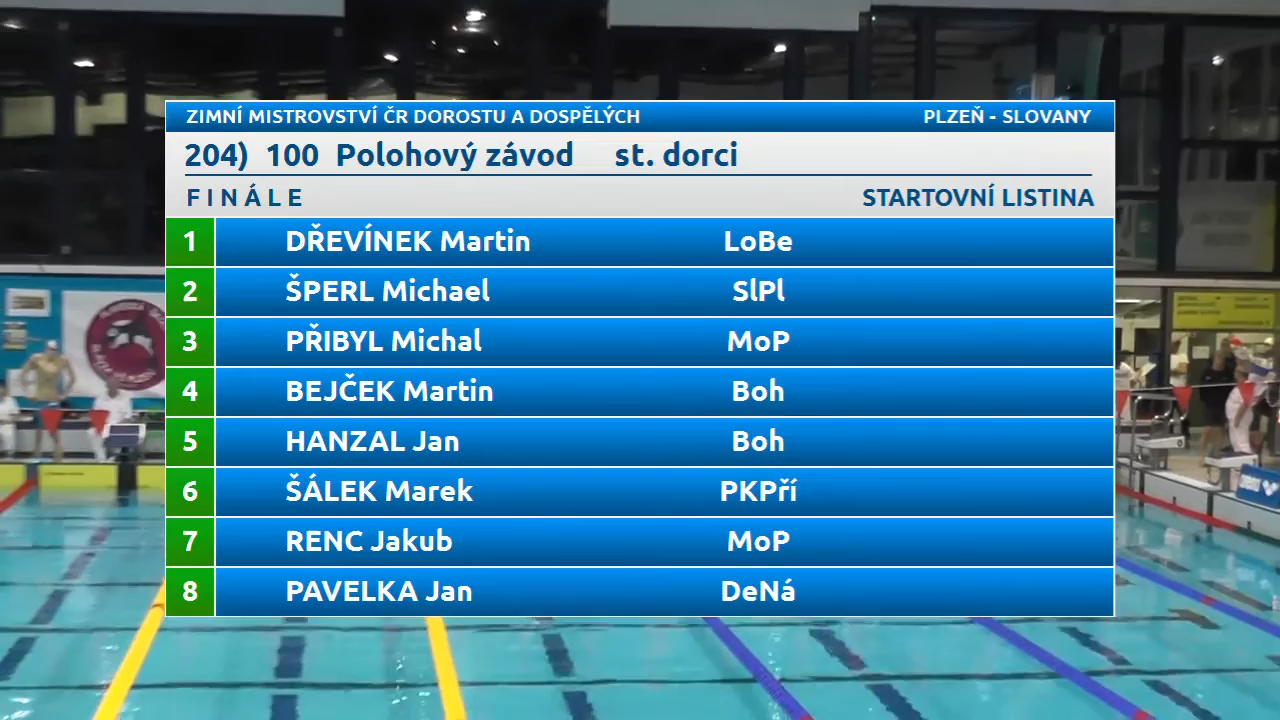 ZIMNÍ MISTROVSTVÍ ČR DOROSTU A DOSPĚLÝCH PLZEŇ - SLOVANY
204) 100 Polohový závod st. dorci
FINÁLE STARTOVNÍ LISTINA
1 DŘEVÍNEK Martin LoBe
2 ŠPERL Michael SlPl
3 PŘIBYL Michal MoP
4 BEJČEK Martin Boh
5 HANZAL Jan Boh
6 ŠÁLEK Marek PKPří
7 RENC Jakub MoP
8 PAVELKA Jan DeNá